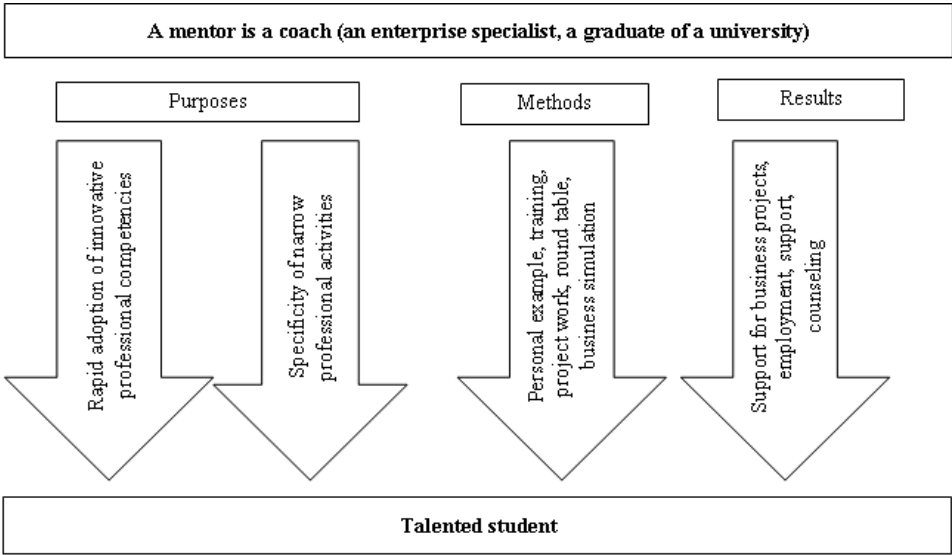 A mentor is a coach (an enterprise specialist, a graduate of a university)
Purposes
Methods
Results
Rapid adoption of innovative
professional competencies
Specificity of narrow
professional activities
Personal example, training,
project work, round table,
business simulation
Support for business projects,
employment, support,
counseling
Talented student